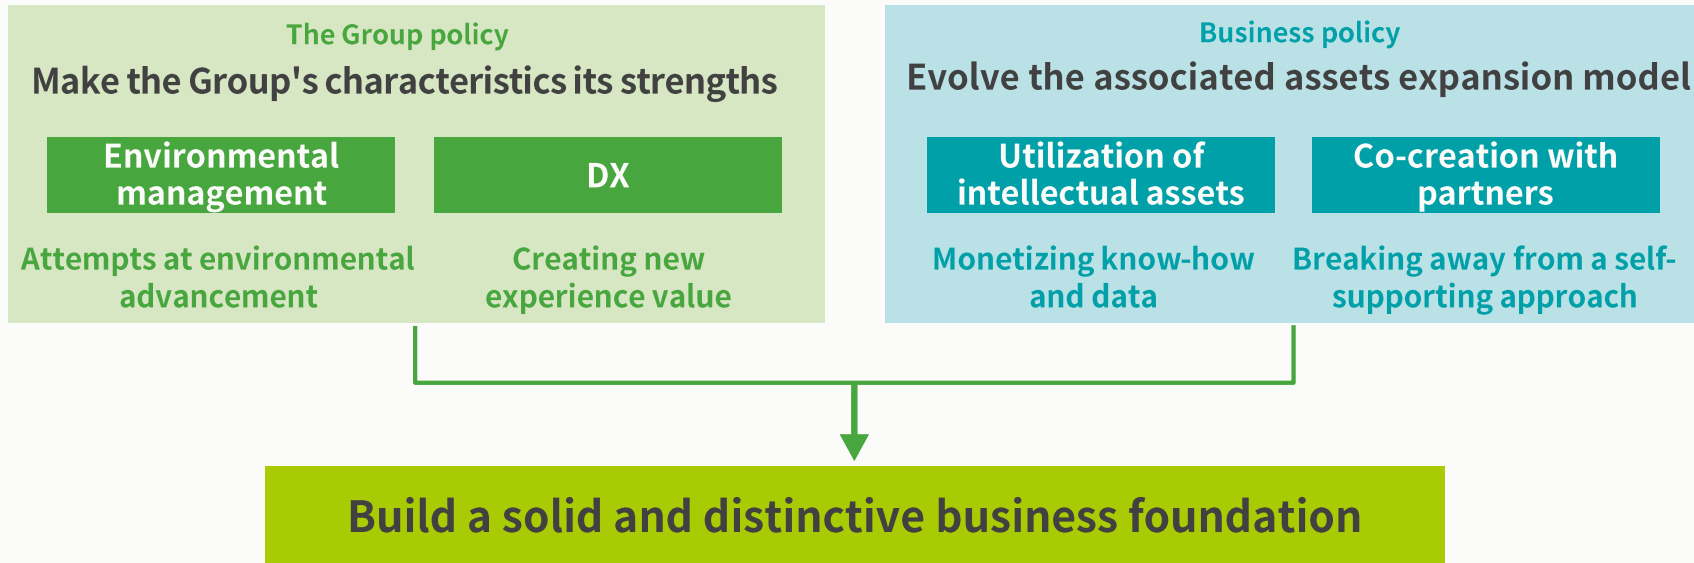 The Group policy
Make the Group's characteristics its strengths
Environmental
management
DX
Attempts at environmental
advancement
Creating new
experience value
Business policy
Evolve the associated assets expansion model
Utilization of
intellectual assets
Co-creation with
partners
Monetizing know-how
and data
Breaking away from a self-
supporting approach
Build a solid and distinctive business foundation